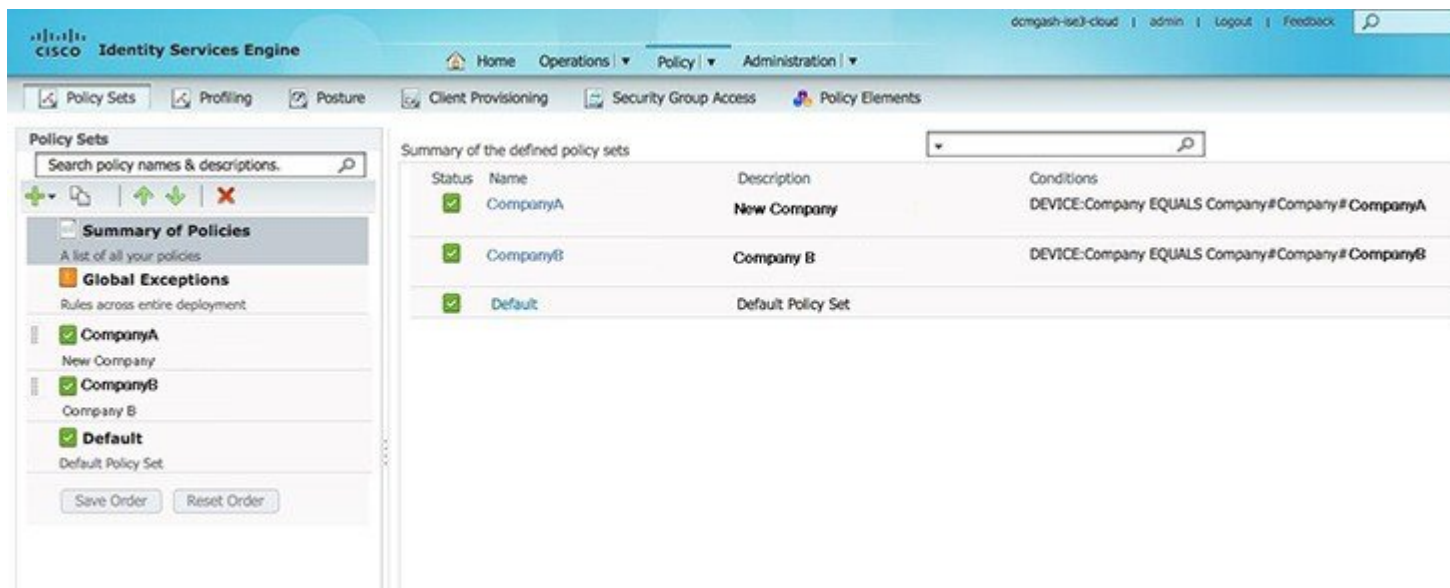 dcmgash-ise3-cloud | admin | Logout | Feedback
CISCO Identity Services Engine
Home Operations | Policy | Administration |
Policy Sets Profiling Posture Client Provisioning Security Group Access Policy Elements
Policy Sets
Search policy names & descriptions.
Summary of Policies
A list of all your policies
Global Exceptions
Rules across entire deployment
CompanyA
New Company
CompanyB
Company B
Default
Default Policy Set
Save Order Reset Order
Summary of the defined policy sets
Status Name Description Conditions
CompanyA New Company DEVICE:Company EQUALS Company#Company#CompanyA
CompanyB Company B DEVICE:Company EQUALS Company#Company#CompanyB
Default Default Policy Set